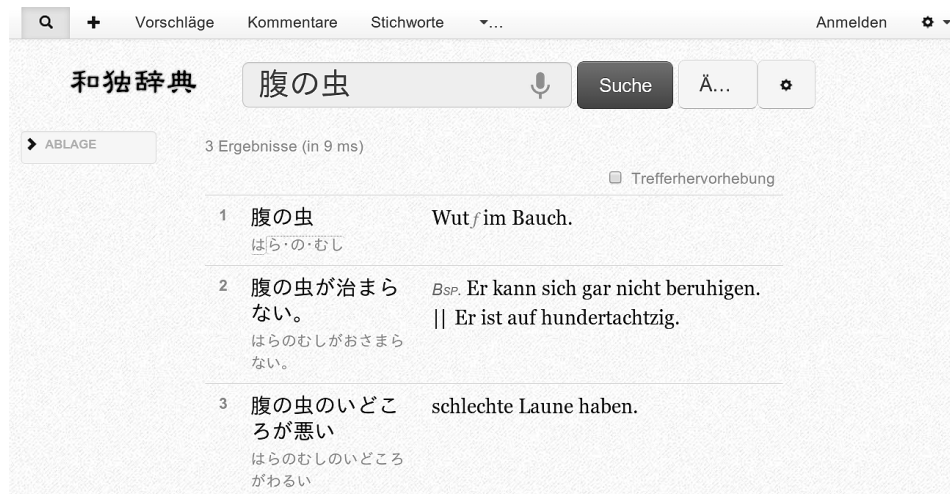 Vorschläge Kommentare Stichworte ... Anmelden
和独辞典 腹の虫 Suche Ä...
ABLAGE
3 Ergebnisse (in 9 ms)
Trefferhervorhebung
1 腹の虫 Wut f im Bauch.
はら·の·むし
2 腹の虫が治まら Bsp. Er kann sich gar nicht beruhigen.
ない。 || Er ist auf hundertachtzig.
はらのむしがおさまら
ない。
3 腹の虫のいどこ schlechte Laune haben.
ろが悪い
はらのむしのいどころ
がわるい